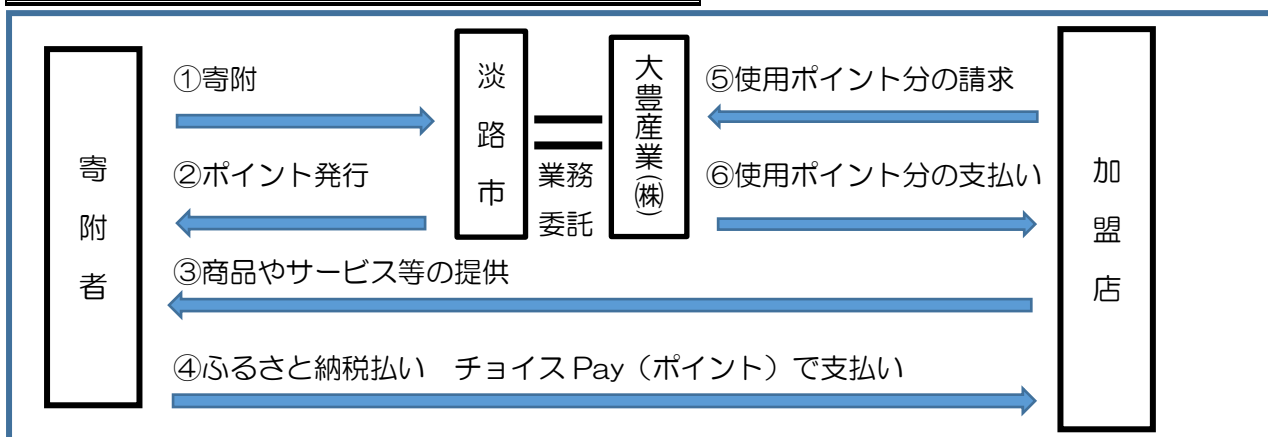 寄附者
①寄附
②ポイント発行
淡路市
業務
委託
大豊産業㈱
⑤使用ポイント分の請求
⑥使用ポイント分の支払い
加盟店
③商品やサービス等の提供
④ふるさと納税払い　チョイス Pay（ポイント）で支払い